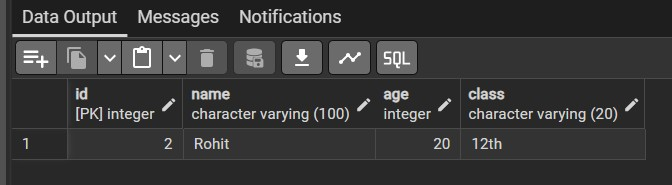 Data Output Messages Notifications
SQL
id name age class
[PK] integer character varying (100) integer character varying (20)
1 2 Rohit 20 12th